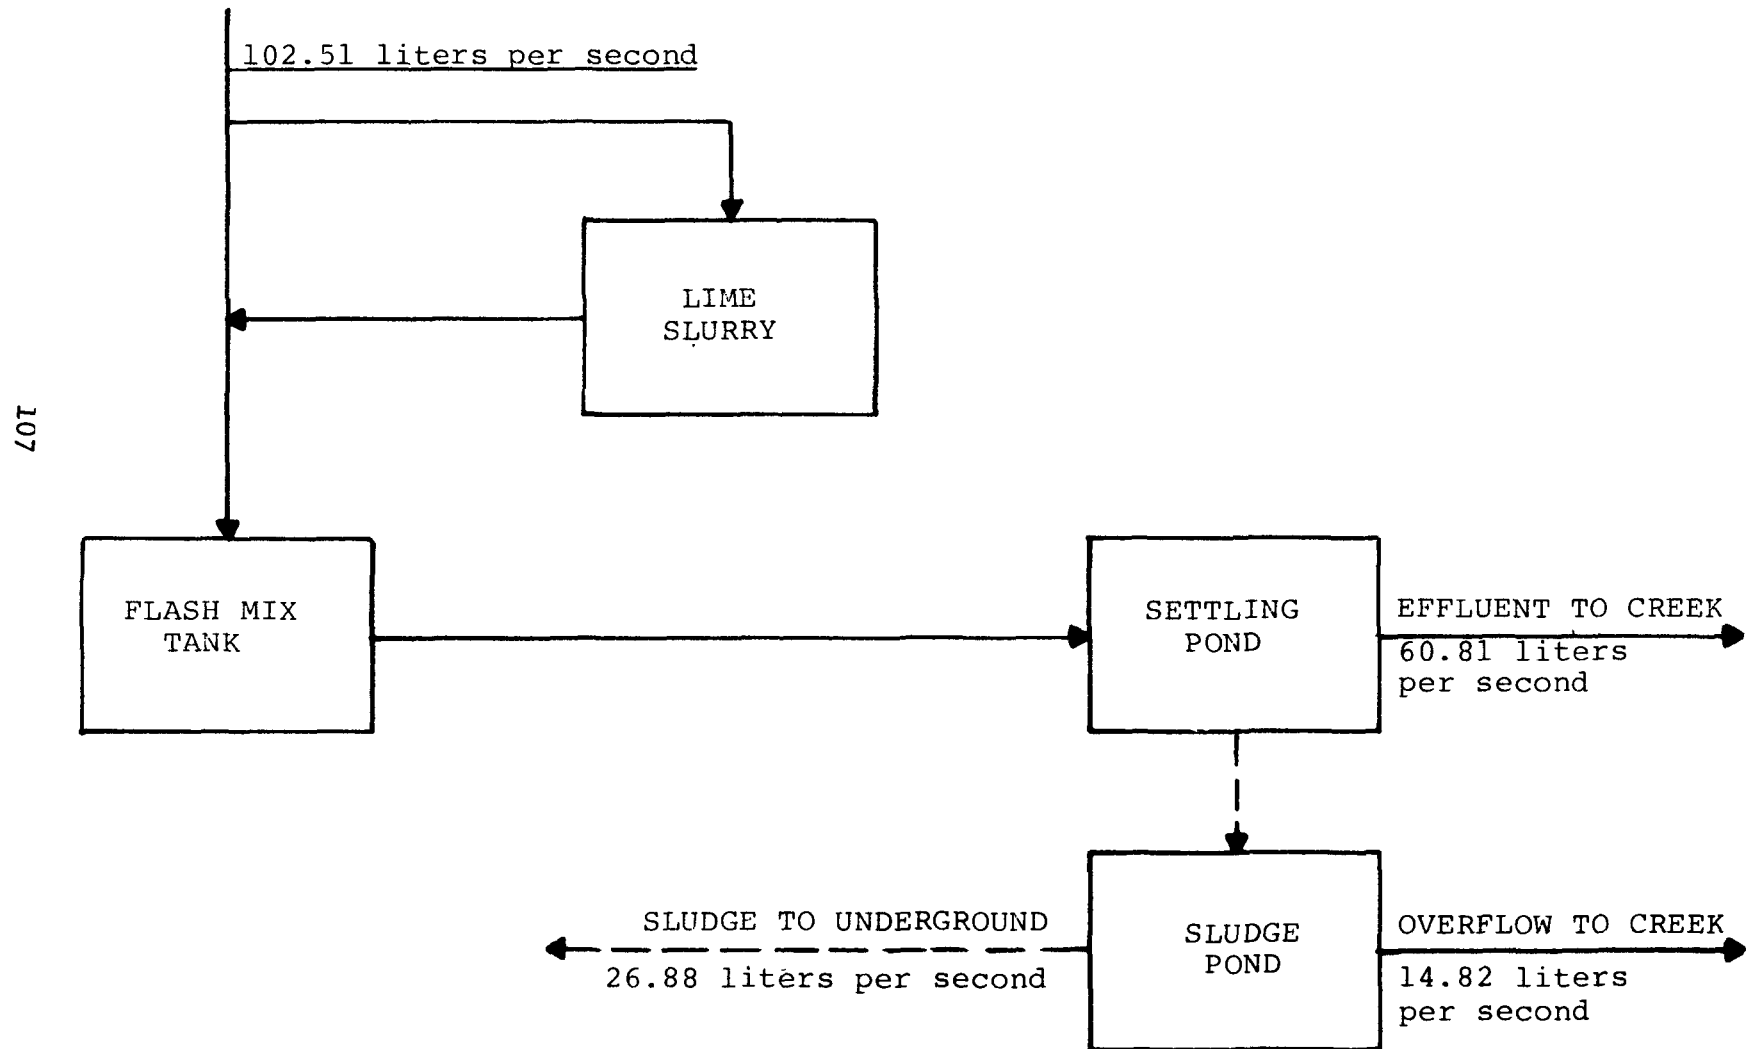 102.51 liters per second
LIME
SLURRY
107
FLASH MIX
TANK
SETTLING
POND
EFFLUENT TO CREEK
60.81 liters
per second
SLUDGE TO UNDERGROUND
26.88 liters per second
SLUDGE
POND
OVERFLOW TO CREEK
14.82 liters
per second